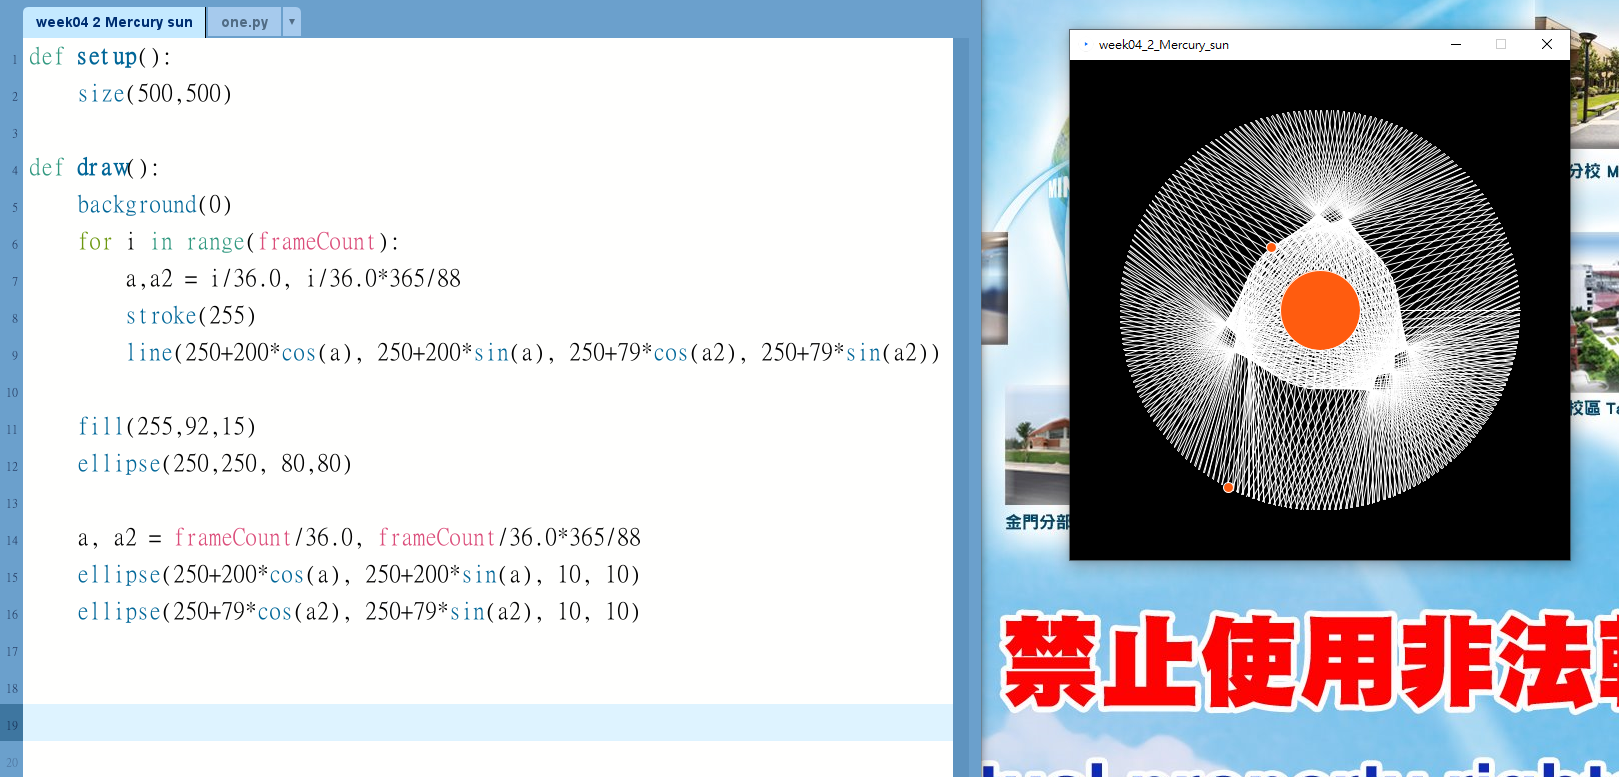 week04 2 Mercury sun
one.py
1 def setup():
2 size(500,500)
3
4 def draw():
5 background(0)
6 for i in range(frameCount):
7 a,a2 = i/36.0, i/36.0*365/88
8 stroke(255)
9 line(250+200*cos(a), 250+200*sin(a), 250+79*cos(a2), 250+79*sin(a2))
10
11 fill(255,92,15)
12 ellipse(250,250, 80,80)
13
14 a, a2 = frameCount/36.0, frameCount/36.0*365/88
15 ellipse(250+200*cos(a), 250+200*sin(a), 10, 10)
16 ellipse(250+79*cos(a2), 250+79*sin(a2), 10, 10)
17
18
19
20
week04_2_Mercury_sun
分校 M
MIN
校區 Ta
金門分部
禁止使用非法
property right